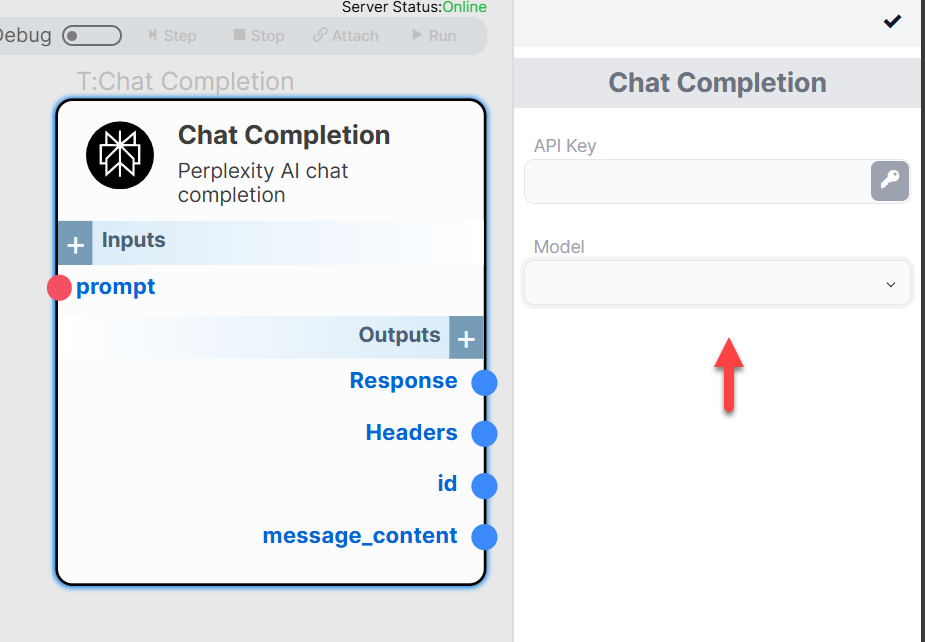 Server Status:Online
Debug
Step
Stop
Attach
Run
T:Chat Completion
Chat Completion
Perplexity AI chat
completion
Inputs
prompt
Outputs
Response
Headers
id
message_content
Chat Completion
API Key
Model